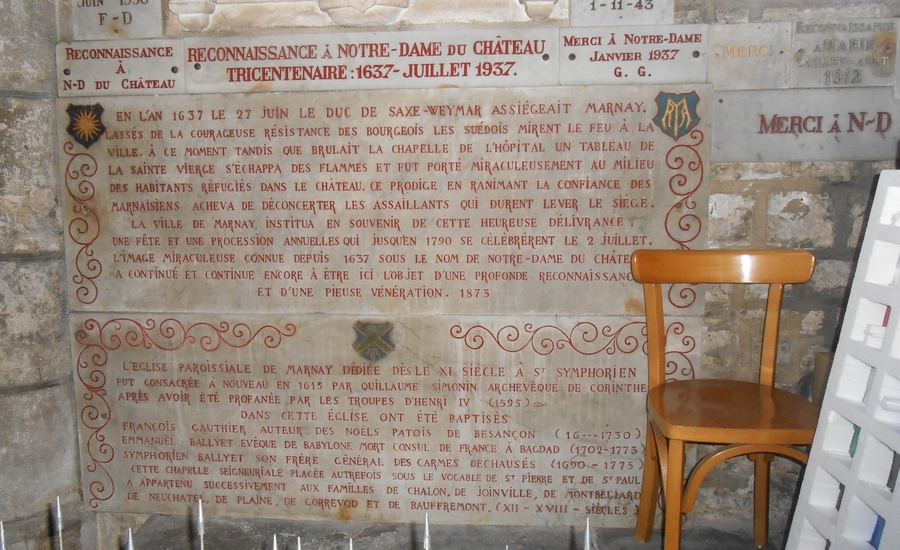 JUIN 1938
F-D
1-11-43
RECONNAISSANCE
À
N-D DU CHÂTEAU
RECONNAISSANCE À NOTRE-DAME DU CHÂTEAU
TRICENTENAIRE : 1637 - JUILLET 1937.
MERCI À NOTRE-DAME
JANVIER 1937
G. G.
MERCI
RECONNAISSANCE
À MARIE
1912
MERCI À N-D
EN L'AN 1637 LE 27 JUIN LE DUC DE SAXE-WEYMAR ASSIÉGEAIT MARNAY,
LASSÉS DE LA COURAGEUSE RÉSISTANCE DES BOURGEOIS LES SUÉDOIS MIRENT LE FEU À LA
VILLE. À CE MOMENT TANDIS QUE BRULAIT LA CHAPELLE DE L'HÔPITAL UN TABLEAU DE
LA SAINTE VIERGE S'ÉCHAPPA DES FLAMMES ET FUT PORTÉ MIRACULEUSEMENT AU MILIEU
DES HABITANTS RÉFUGIÉS DANS LE CHÂTEAU. CE PRODIGE EN RANIMANT LA CONFIANCE DES
MARNAISIENS ACHEVA DE DÉCONCERTER LES ASSAILLANTS QUI DURENT LEVER LE SIÈGE.
LA VILLE DE MARNAY INSTITUA EN SOUVENIR DE CETTE HEUREUSE DÉLIVRANCE
UNE FÊTE ET UNE PROCESSION ANNUELLES QUI JUSQU'EN 1790 SE CÉLÉBRÈRENT LE 2 JUILLET.
L'IMAGE MIRACULEUSE CONNUE DEPUIS 1637 SOUS LE NOM DE NOTRE-DAME DU CHÂTE
A CONTINUÉ ET CONTINUE ENCORE À ÊTRE ICI L'OBJET D'UNE PROFONDE RECONNAISSANC
ET D'UNE PIEUSE VÉNÉRATION. 1873
L'ÉGLISE PAROISSIALE DE MARNAY DÉDIÉE DÈS LE XI. SIÈCLE À ST SYMPHORIEN
FUT CONSACRÉE À NOUVEAU EN 1613 PAR GUILLAUME SIMONIN ARCHEVÊQUE DE CORINTHE
APRÈS AVOIR ÉTÉ PROFANÉE PAR LES TROUPES D'HENRI IV (1595)
DANS CETTE ÉGLISE ONT ÉTÉ BAPTISÉS
FRANÇOIS GAUTHIER AUTEUR DES NOËLS PATOIS DE BESANÇON (16---1730)
EMMANUEL BALLYET EVÊQUE DE BABYLONE MORT CONSUL DE FRANCE À BAGDAD (1702-1773)
SYMPHORIEN BALLYET SON FRÈRE GÉNÉRAL DES CARMES DÉCHAUSSÉS (1690 - 1775)
CETTE CHAPELLE SEIGNEURIALE PLACÉE AUTREFOIS SOUS LE VOCABLE DE ST PIERRE ET DE ST PAUL
A APPARTENU SUCCESSIVEMENT AUX FAMILLES DE CHALON, DE JOINVILLE, DE MONTBELIARD
DE NEUCHATEL, DE PLAINE, DE CORREVOD ET DE BAUFFREMONT. (XII - XVIII - SIÈCLES)